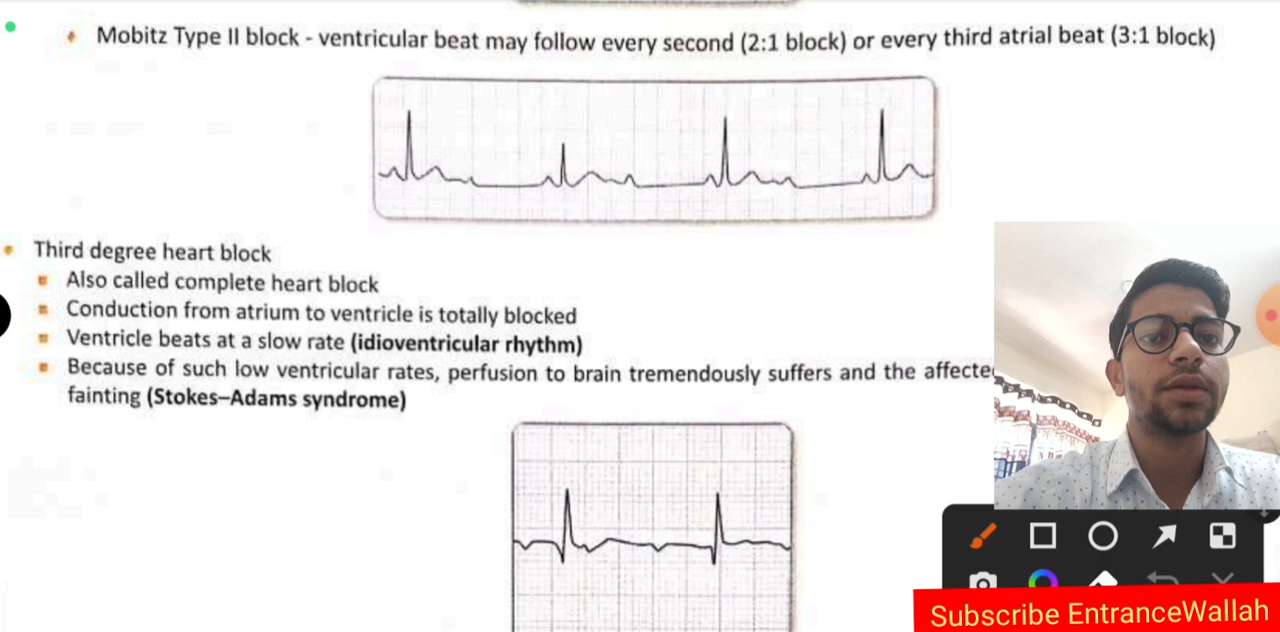 Mobitz Type II block - ventricular beat may follow every second (2:1 block) or every third atrial beat (3:1 block)
Third degree heart block
Also called complete heart block
Conduction from atrium to ventricle is totally blocked
Ventricle beats at a slow rate (idioventricular rhythm)
Because of such low ventricular rates, perfusion to brain tremendously suffers and the
fainting (Stokes–Adams syndrome)
Subscribe EntranceWallah